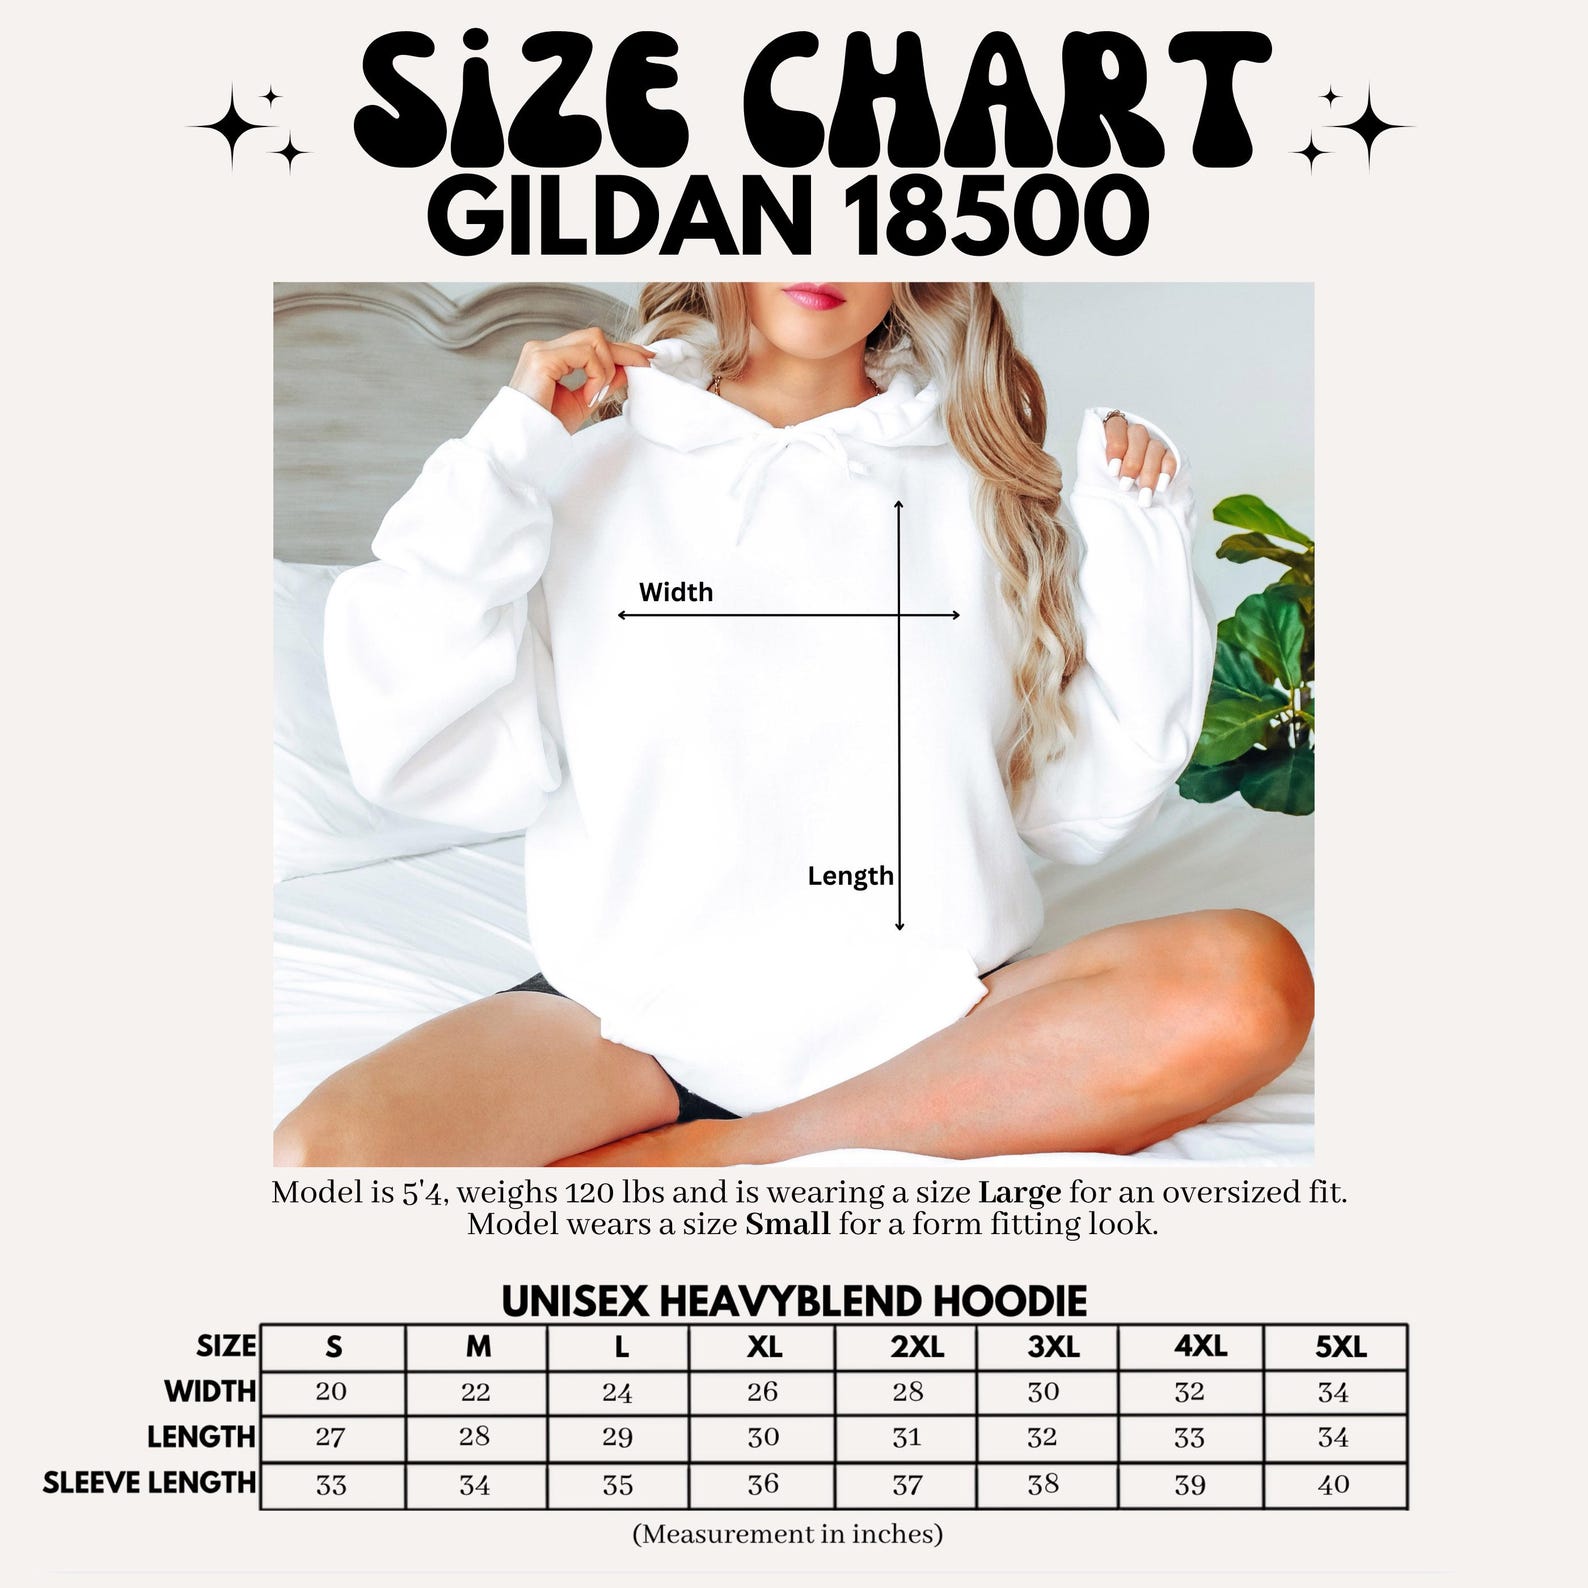 SiZE CHART
GILDAN 18500
Width
Length
Model is 5'4, weighs 120 lbs and is wearing a size Large for an oversized fit.
Model wears a size Small for a form fitting look.
UNISEX HEAVYBLEND HOODIE
SIZE S M L XL 2XL 3XL 4XL 5XL
WIDTH 20 22 24 26 28 30 32 34
LENGTH 27 28 29 30 31 32 33 34
SLEEVE LENGTH 33 34 35 36 37 38 39 40
(Measurement in inches)